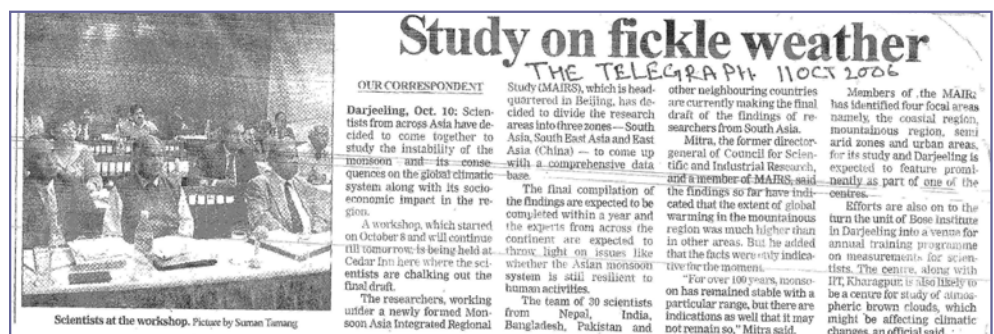 Study on fickle weather
THE TELEGRAPH 11 OCT 2006
Scientists at the workshop. Picture by Suman Tamang
OUR CORRESPONDENT
Darjeeling, Oct. 10: Scien-
tists from across Asia have de-
cided to come together to
study the instability of the
monsoon and its conse-
quences on the global climatic
system along with its socio-
economic impact in the re-
gion.
A workshop, which started
on October 8 and will continue
till tomorrow, is being held at
Cedar Inn here where the sci-
entists are chalking out the
final draft.
The researchers, working
under a newly formed Mon-
soon Asia Integrated Regional
Study (MAIRS), which is head-
quartered in Beijing, has de-
cided to divide the research
areas into three zones — South
Asia, South East Asia and East
Asia (China) — to come up
with a comprehensive data
base.
The final compilation of
the findings are expected to be
completed within a year and
the experts from across the
continent are expected to
throw light on issues like
whether the Asian monsoon
system is still resilient to
human activities.
The team of 30 scientists
from Nepal, India,
Bangladesh, Pakistan and
other neighbouring countries
are currently making the final
draft of the findings of re-
searchers from South Asia.
Mitra, the former director-
general of Council for Scien-
tific and Industrial Research,
and a member of MAIRS, said
the findings so far have indi-
cated that the extent of global
warming in the mountainous
region was much higher than
in other areas. But he added
that the facts were only indica-
tive for the moment.
"For over 100 years, monso-
on has remained stable with a
particular range, but there are
indications as well that it may
not remain so," Mitra said.
Members of the MAIRS
has identified four focal areas
namely, the coastal region,
mountainous region, semi
arid zones and urban areas,
for its study and Darjeeling is
expected to feature promi-
nently as part of one of the
centres.
Efforts are also on to the
turn the unit of Bose Institute
in Darjeeling into a venue for
annual training programme
on measurements for scien-
tists. The centre, along with
IIT, Kharagpur, is also likely to
be a centre for study of atmos-
pheric brown clouds, which
might be affecting climatic
changes, an official said.